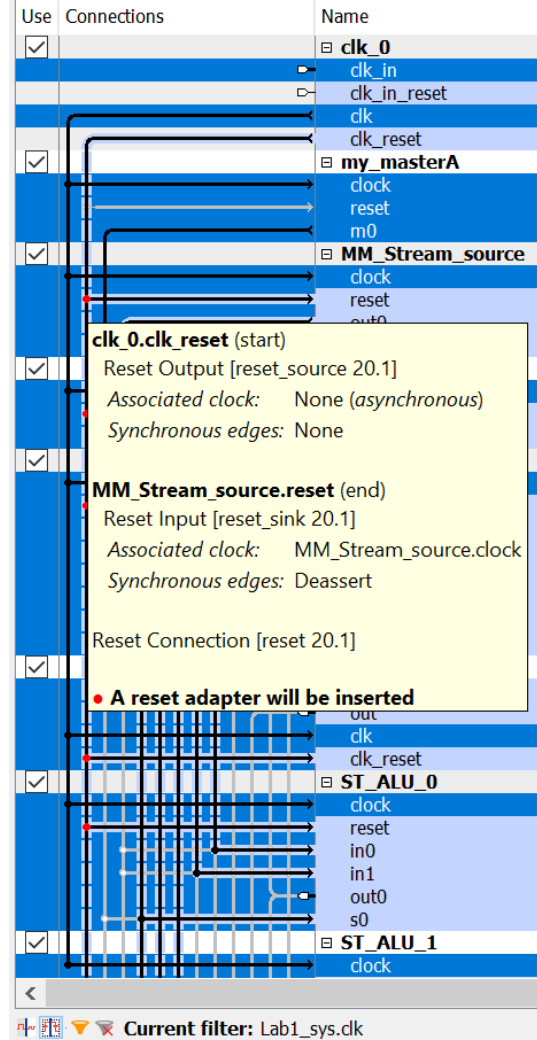 Use Connections Name
clk_0
clk_in
clk_in_reset
clk
clk_reset
my_masterA
clock
reset
m0
MM_Stream_source
clock
reset
out0
clk_0.clk_reset (start)
Reset Output [reset_source 20.1]
Associated clock: None (asynchronous)
Synchronous edges: None
MM_Stream_source.reset (end)
Reset Input [reset_sink 20.1]
Associated clock: MM_Stream_source.clock
Synchronous edges: Deassert
Reset Connection [reset 20.1]
• A reset adapter will be inserted
out
clk
clk_reset
ST_ALU_0
clock
reset
in0
in1
out0
s0
ST_ALU_1
clock
Current filter: Lab1_sys.clk